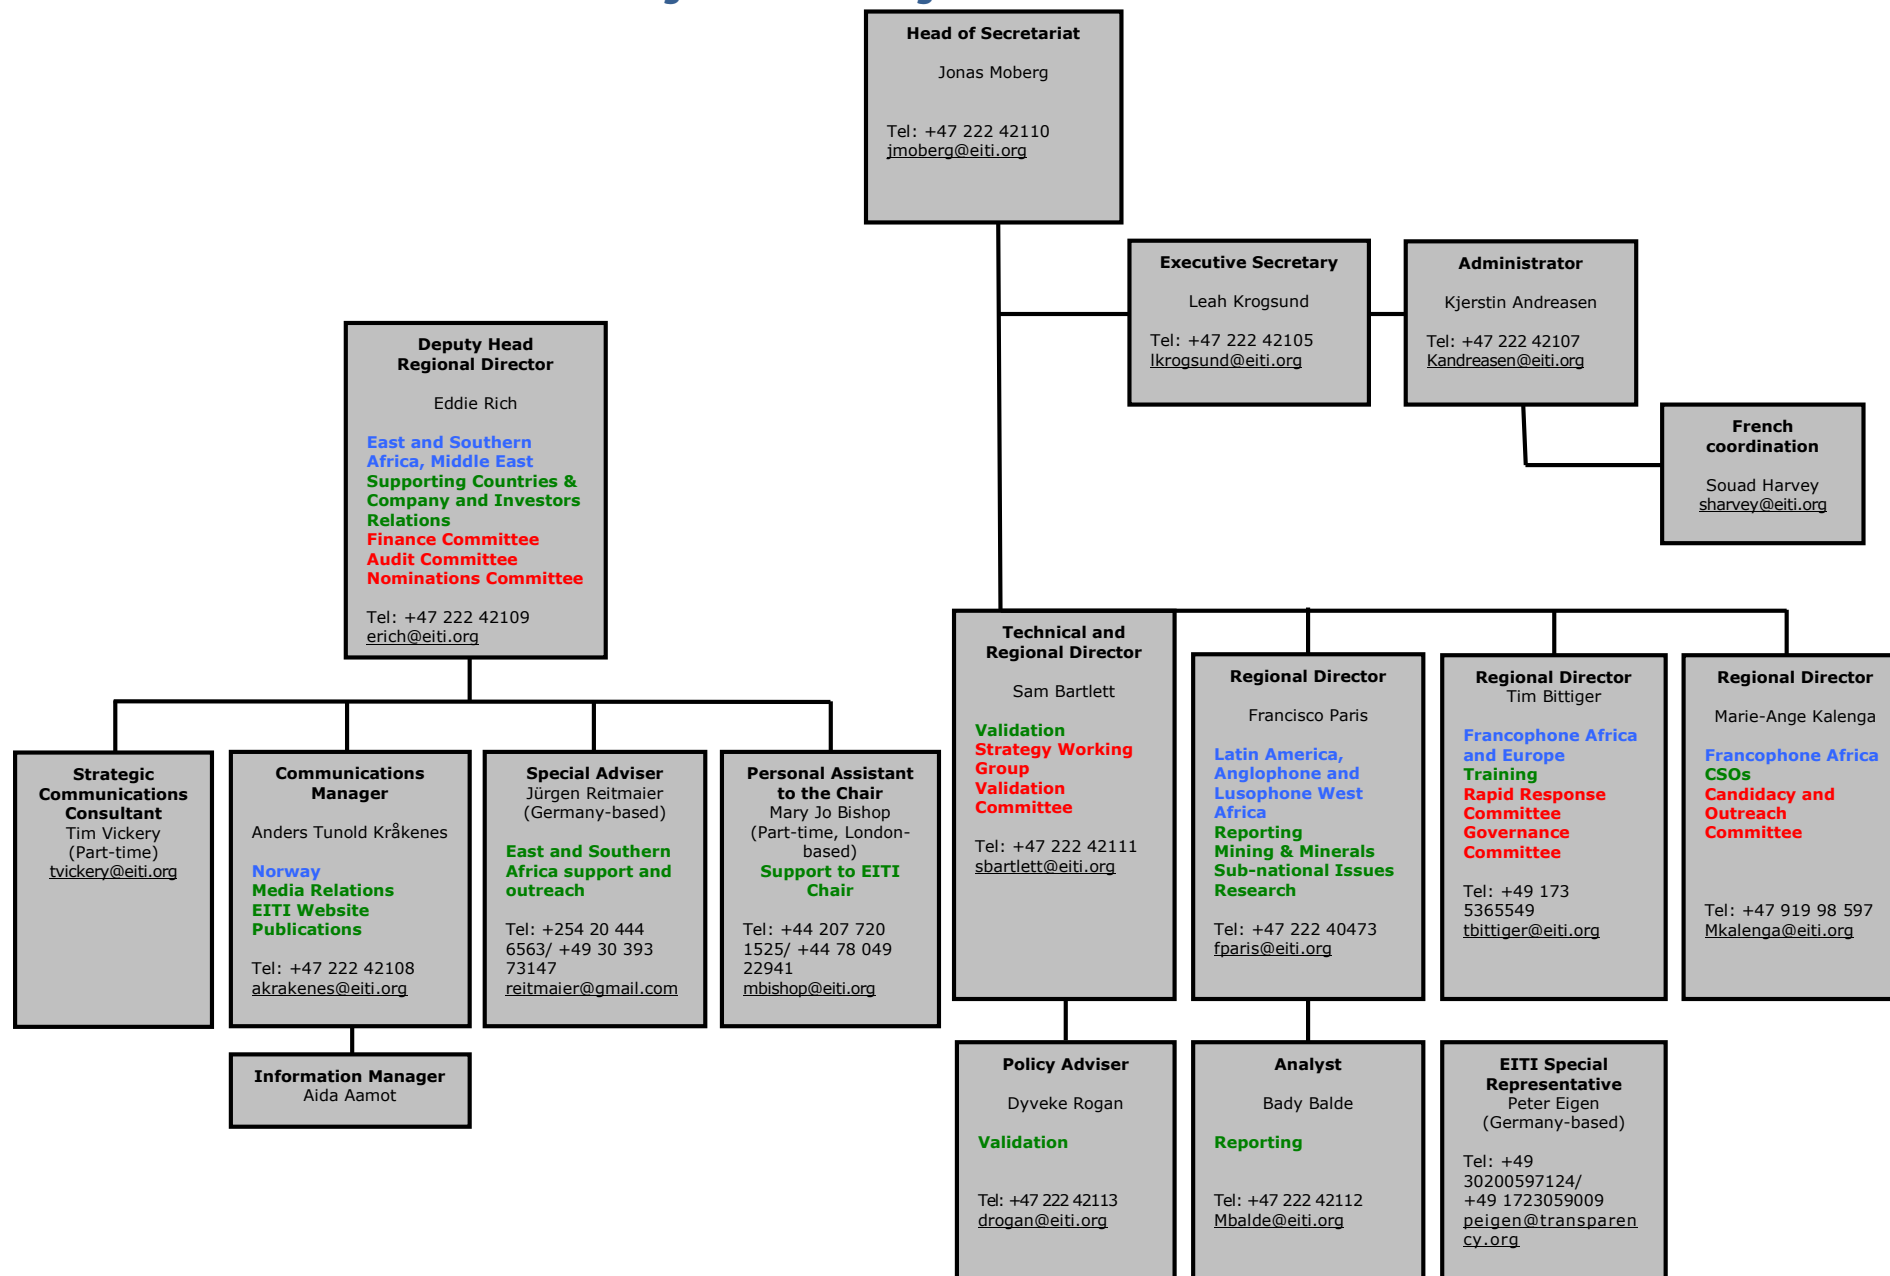 Head of Secretariat
Jonas Moberg
Tel: +47 222 42110
jmoberg@eiti.org
Executive Secretary
Leah Krogsund
Tel: +47 222 42105
lkrogsund@eiti.org
Administrator
Kjerstin Andreasen
Tel: +47 222 42107
Kandreasen@eiti.org
French
coordination
Souad Harvey
sharvey@eiti.org
Deputy Head
Regional Director
Eddie Rich
East and Southern
Africa, Middle East
Supporting Countries &
Company and Investors
Relations
Finance Committee
Audit Committee
Nominations Committee
Tel: +47 222 42109
erich@eiti.org
Strategic
Communications
Consultant
Tim Vickery
(Part-time)
tvickery@eiti.org
Communications
Manager
Anders Tunold Kråkenes
Norway
Media Relations
EITI Website
Publications
Tel: +47 222 42108
akrakenes@eiti.org
Special Adviser
Jürgen Reitmaier
(Germany-based)
East and Southern
Africa support and
outreach
Tel: +254 20 444
6563/ +49 30 393
73147
reitmaier@gmail.com
Personal Assistant
to the Chair
Mary Jo Bishop
(Part-time, London-
based)
Support to EITI
Chair
Tel: +44 207 720
1525/ +44 78 049
22941
mbishop@eiti.org
Technical and
Regional Director
Sam Bartlett
Validation
Strategy Working
Group
Validation
Committee
Tel: +47 222 42111
sbartlett@eiti.org
Regional Director
Francisco Paris
Latin America,
Anglophone and
Lusophone West
Africa
Reporting
Mining & Minerals
Sub-national Issues
Research
Tel: +47 222 40473
fparis@eiti.org
Regional Director
Tim Bittiger
Francophone Africa
and Europe
Training
Rapid Response
Committee
Governance
Committee
Tel: +49 173
5365549
tbittiger@eiti.org
Regional Director
Marie-Ange Kalenga
Francophone Africa
CSOs
Candidacy and
Outreach
Committee
Tel: +47 919 98 597
Mkalenga@eiti.org
Information Manager
Aida Aamot
Policy Adviser
Dyveke Rogan
Validation
Tel: +47 222 42113
drogan@eiti.org
Analyst
Bady Balde
Reporting
Tel: +47 222 42112
Mbalde@eiti.org
EITI Special
Representative
Peter Eigen
(Germany-based)
Tel: +49
30200597124/
+49 1723059009
peigen@transparen
cy.org